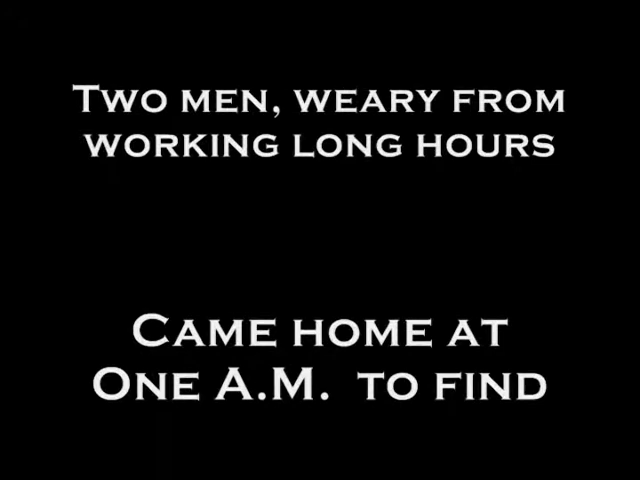 Two men, weary from
working long hours
Came home at
One A.M. to find